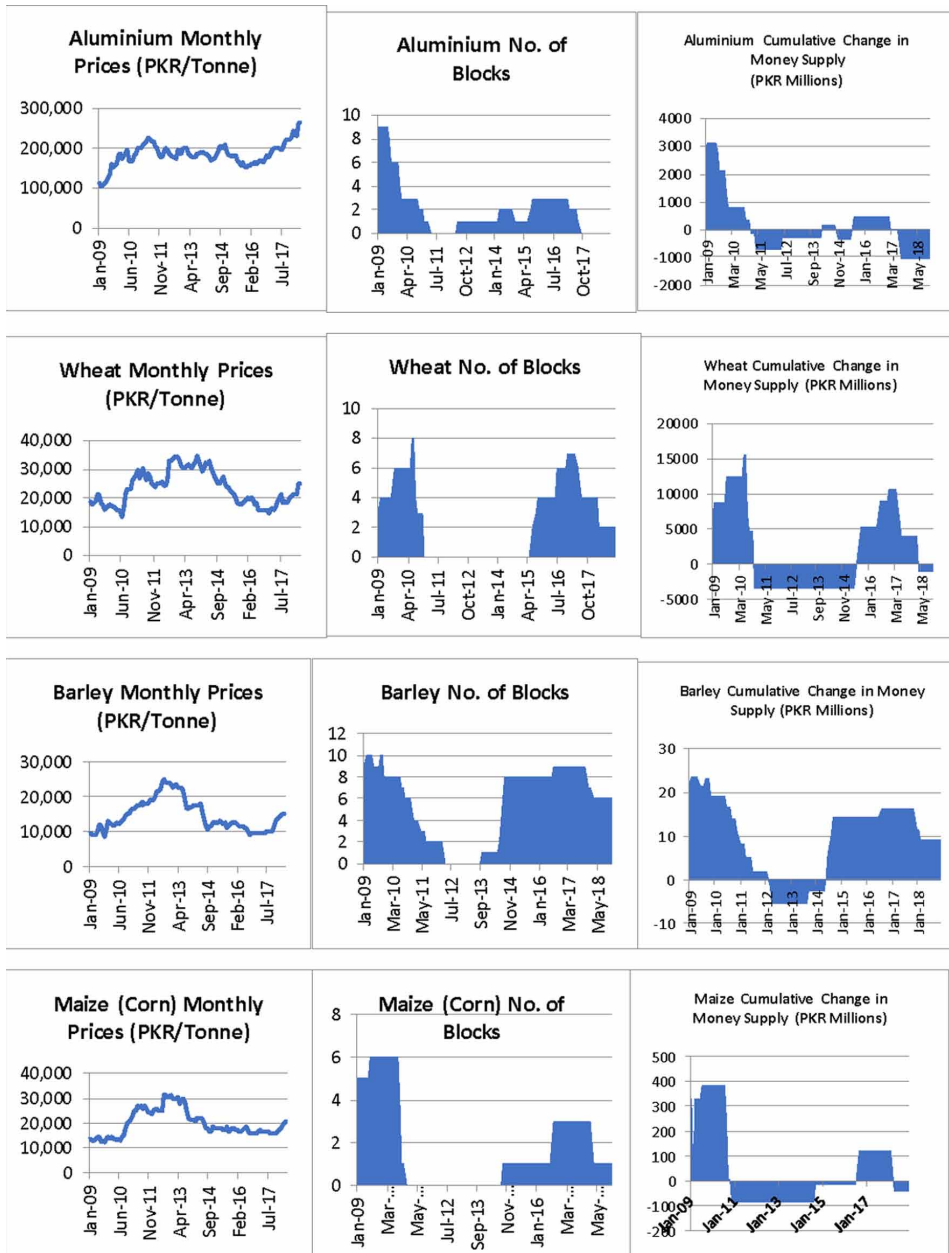 Aluminium Monthly
Prices (PKR/Tonne)
300,000
200,000
100,000
0
Jan-09
Jun-10
Nov-11
Apr-13
Sep-14
Feb-16
Jul-17
Aluminium No. of
Blocks
10
8
6
4
2
0
Jan-09
Apr-10
Jul-11
Oct-12
Jan-14
Apr-15
Jul-16
Oct-17
Aluminium Cumulative Change in
Money Supply
(PKR Millions)
4000
3000
2000
1000
0
-1000
-2000
Jan-09
Mar-10
May-11
Jul-12
Sep-13
Nov-14
Jan-16
Mar-17
May-18
Wheat Monthly Prices
(PKR/Tonne)
40,000
30,000
20,000
10,000
0
Jan-09
Jun-10
Nov-11
Apr-13
Sep-14
Feb-16
Jul-17
Wheat No. of Blocks
10
8
6
4
2
0
Jan-09
Apr-10
Jul-11
Oct-12
Jan-14
Apr-15
Jul-16
Oct-17
Wheat Cumulative Change in
Money Supply (PKR Millions)
20000
15000
10000
5000
0
-5000
Jan-09
Mar-10
May-11
Jul-12
Sep-13
Nov-14
Jan-16
Mar-17
May-18
Barley Monthly Prices
(PKR/Tonne)
30,000
20,000
10,000
0
Jan-09
Jun-10
Nov-11
Apr-13
Sep-14
Feb-16
Jul-17
Barley No. of Blocks
12
10
8
6
4
2
0
Jan-09
Mar-10
May-11
Jul-12
Sep-13
Nov-14
Jan-16
Mar-17
May-18
Barley Cumulative Change in Money
Supply (PKR Millions)
30
20
10
0
-10
Jan-09
Jan-10
Jan-11
Jan-12
Jan-13
Jan-14
Jan-15
Jan-16
Jan-17
Jan-18
Maize (Corn) Monthly
Prices (PKR/Tonne)
40,000
30,000
20,000
10,000
0
Jan-09
Jun-10
Nov-11
Apr-13
Sep-14
Feb-16
Jul-17
Maize (Corn) No. of
Blocks
8
6
4
2
0
Jan-09
Mar-...
May-...
Jul-12
Sep-13
Nov-...
Jan-16
Mar-...
May-...
Maize Cumulative Change in
Money Supply (PKR Millions)
500
400
300
200
100
0
-100
Jan-09
Jan-11
Jan-13
Jan-15
Jan-17